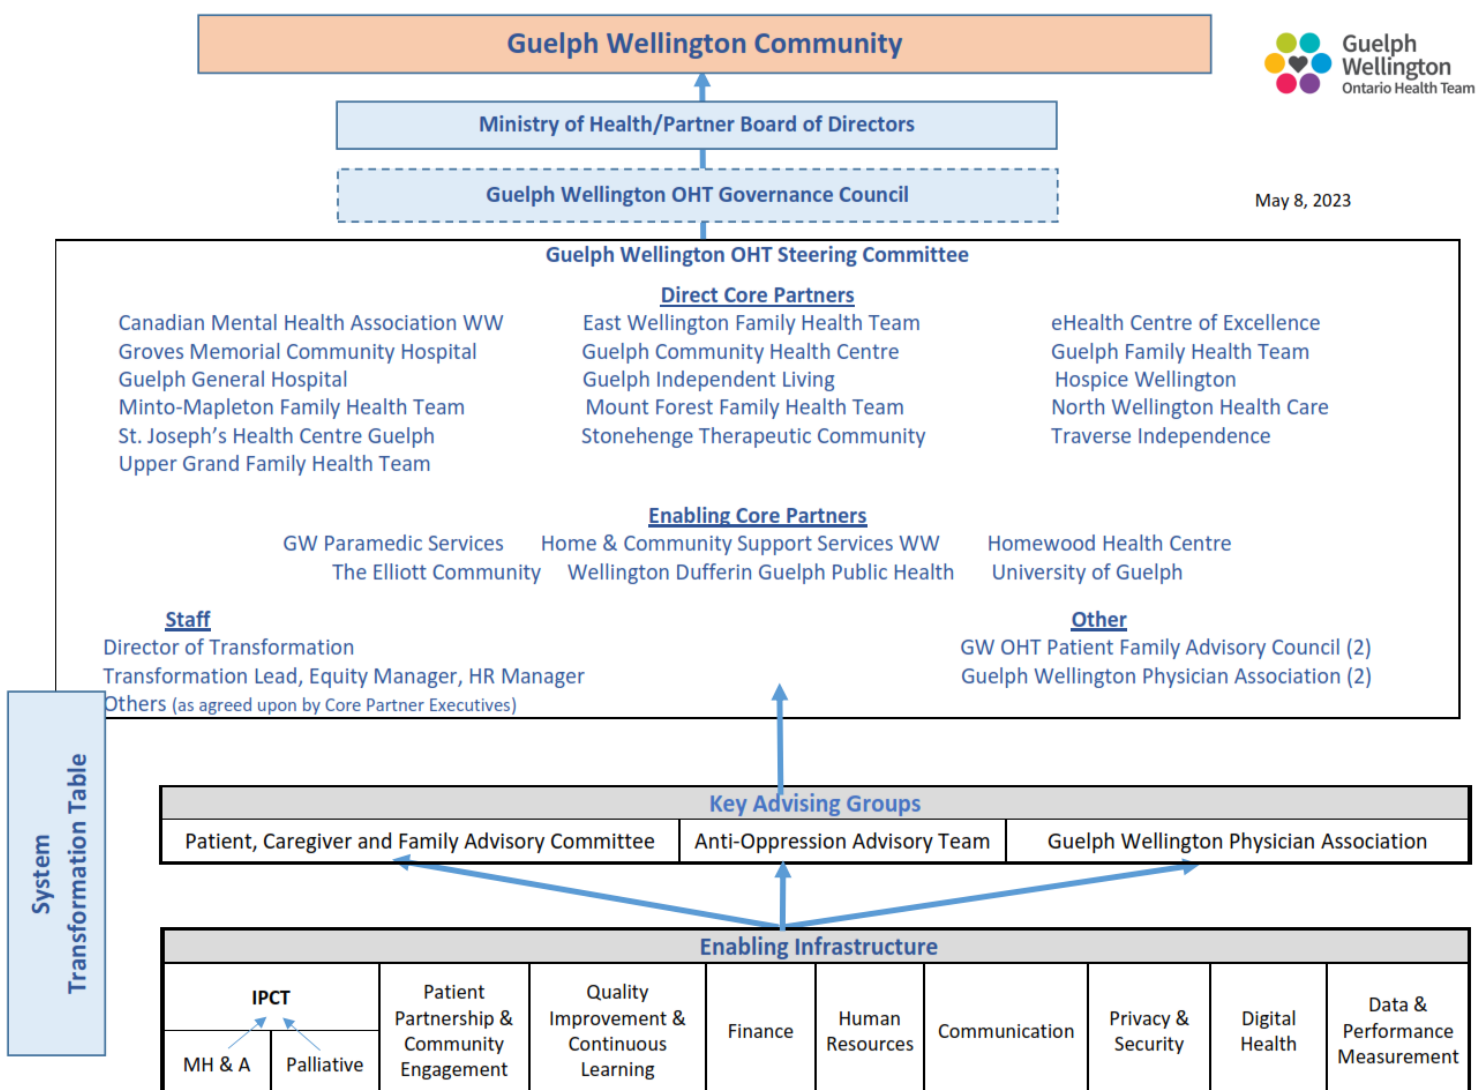 Guelph Wellington Community
Guelph
Wellington
Ontario Health Team
Ministry of Health/Partner Board of Directors
Guelph Wellington OHT Governance Council
May 8, 2023
Guelph Wellington OHT Steering Committee
Direct Core Partners
Canadian Mental Health Association WW East Wellington Family Health Team eHealth Centre of Excellence
Groves Memorial Community Hospital Guelph Community Health Centre Guelph Family Health Team
Guelph General Hospital Guelph Independent Living Hospice Wellington
Minto-Mapleton Family Health Team Mount Forest Family Health Team North Wellington Health Care
St. Joseph's Health Centre Guelph Stonehenge Therapeutic Community Traverse Independence
Upper Grand Family Health Team
Enabling Core Partners
GW Paramedic Services Home & Community Support Services WW Homewood Health Centre
The Elliott Community Wellington Dufferin Guelph Public Health University of Guelph
Staff
Director of Transformation
Transformation Lead, Equity Manager, HR Manager
Others (as agreed upon by Core Partner Executives)
Other
GW OHT Patient Family Advisory Council (2)
Guelph Wellington Physician Association (2)
System
Transformation Table
Key Advising Groups
Patient, Caregiver and Family Advisory Committee
Anti-Oppression Advisory Team
Guelph Wellington Physician Association
Enabling Infrastructure
IPCT
MH & A
Palliative
Patient
Partnership &
Community
Engagement
Quality
Improvement &
Continuous
Learning
Finance
Human
Resources
Communication
Privacy &
Security
Digital
Health
Data &
Performance
Measurement